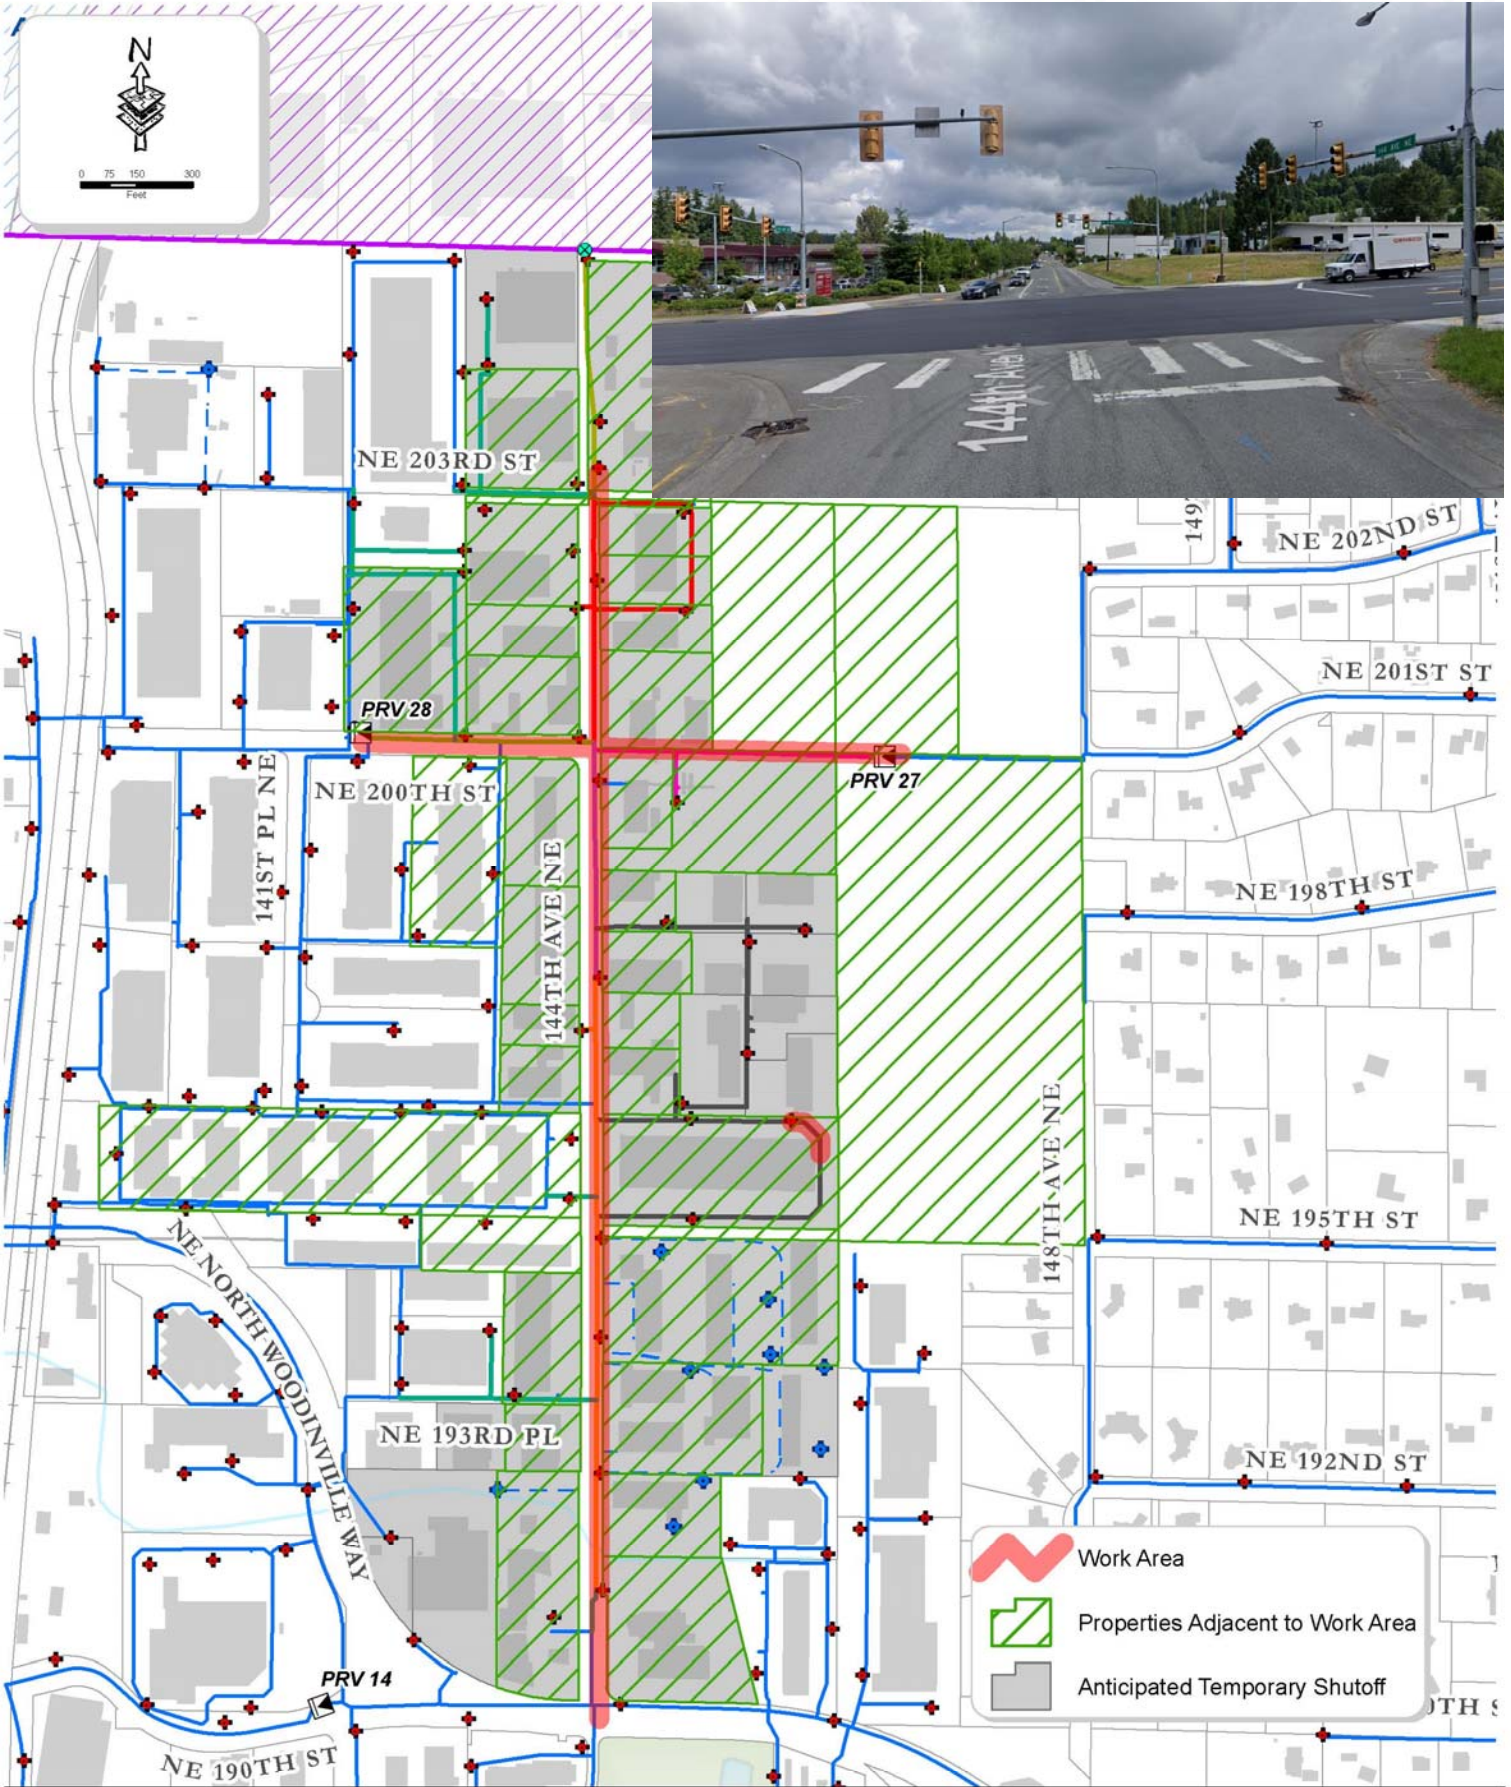 N
0 75 150 300
Feet
144th Ave
NE 203RD ST
149
NE 202ND ST
NE 201ST ST
PRV 28
PRV 27
NE 200TH ST
141ST PL NE
144TH AVE NE
NE 198TH ST
148TH AVE NE
NE 195TH ST
NE NORTH WOODINVILLE WAY
NE 193RD PL
NE 192ND ST
Work Area
Properties Adjacent to Work Area
Anticipated Temporary Shutoff
PRV 14
NE 190TH ST
0TH S